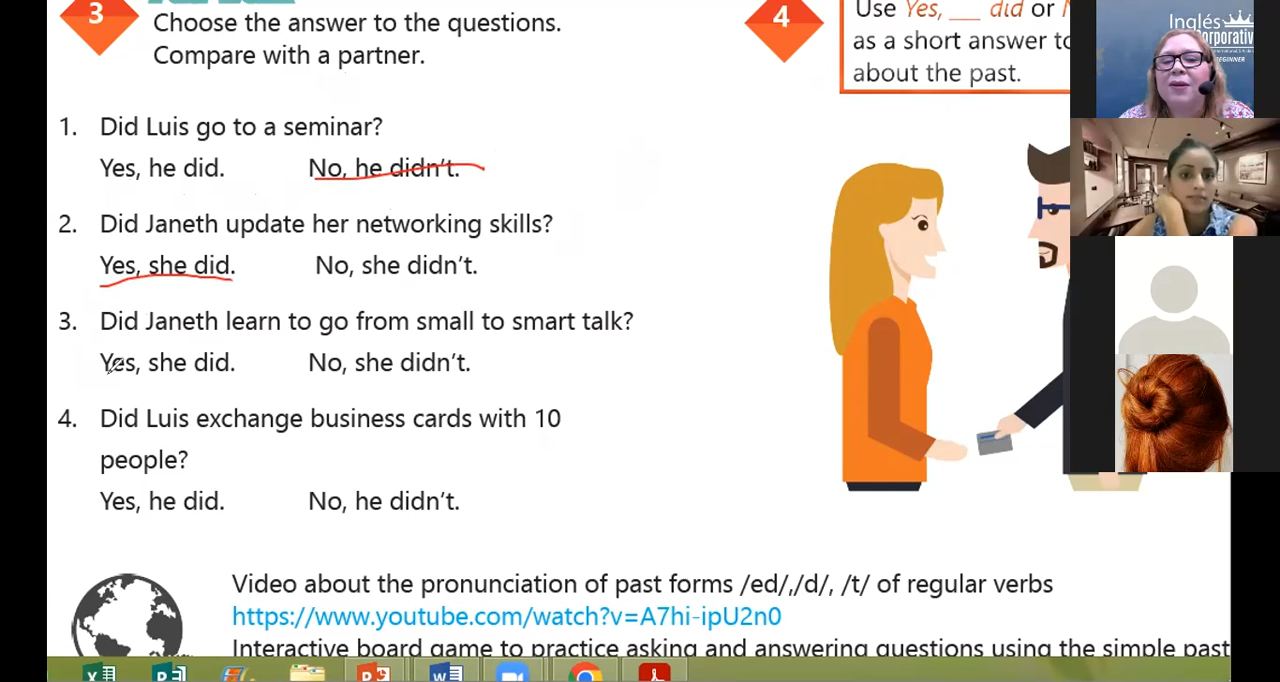 3
Choose the answer to the questions.
Compare with a partner.
1. Did Luis go to a seminar?
Yes, he did. No, he didn't.
2. Did Janeth update her networking skills?
Yes, she did. No, she didn't.
3. Did Janeth learn to go from small to smart talk?
Yes, she did. No, she didn't.
4. Did Luis exchange business cards with 10
people?
Yes, he did. No, he didn't.
4
Use Yes, ___ did or
as a short answer to
about the past.
Inglés
orporativ
EGINNER
Video about the pronunciation of past forms /ed/,/d/, /t/ of regular verbs
https://www.youtube.com/watch?v=A7hi-ipU2n0
Interactive board game to practice asking and answering questions using the simple past